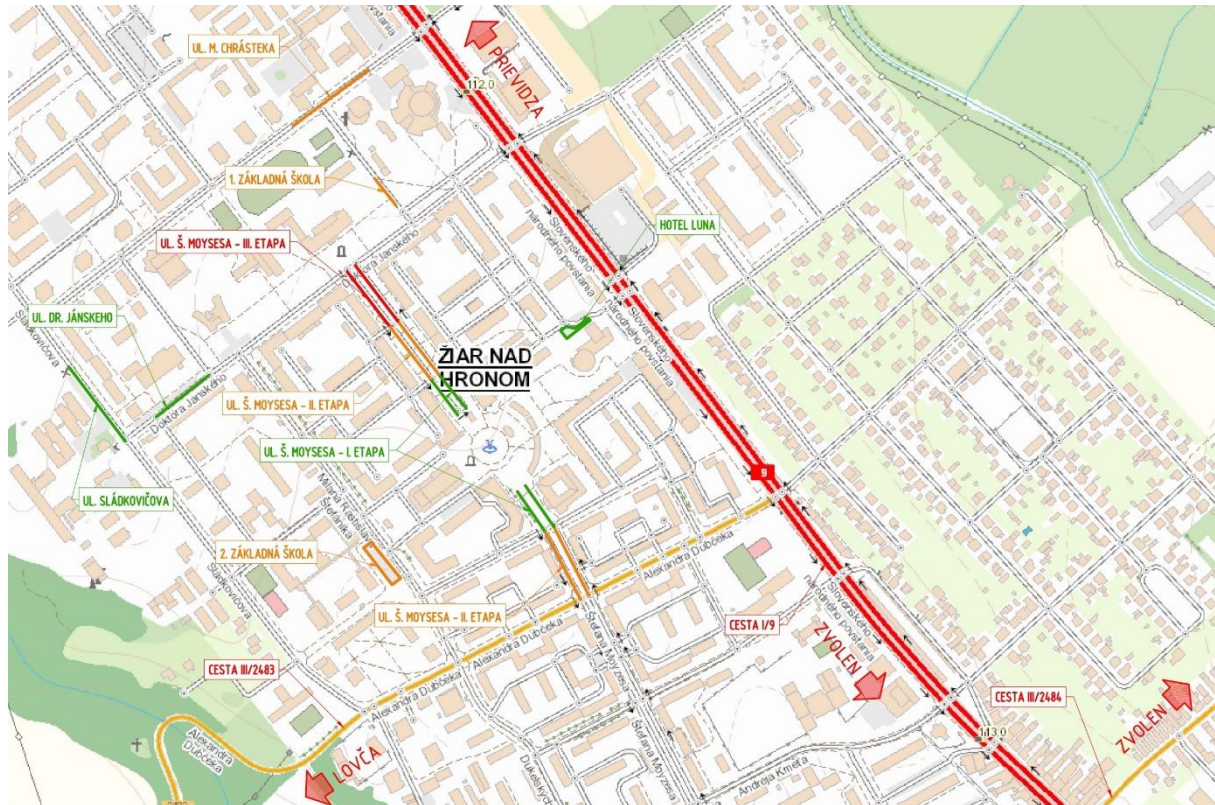 UL. M. CHRÁSTEKA
PRIEVIDZA
112,0
1. ZÁKLADNÁ ŠKOLA
HOTEL LUNA
UL. Š. MOYSESA - III. ETAPA
Doktora Janského
Slovenského
národného povstania
Slovenského
národného povstania
UL. DR. JÁNSKEHO
Sládkovičova
ŽIAR NAD
HRONOM
UL. Š. MOYSESA - II. ETAPA
Doktora Janského
UL. Š. MOYSESA - I. ETAPA
9
UL. SLÁDKOVIČOVA
Milana Rastislava
Štefánika
2. ZÁKLADNÁ ŠKOLA
Sládkovičova
Alexandra Dubčeka
UL. Š. MOYSESA - II. ETAPA
Alexandra Dubčeka
CESTA I/9
Slovenského
národného povstania
ZVOLEN
Štefana Moyzesa
CESTA III/2483
Alexandra Dubčeka
CESTA III/2484
ZVOLEN
113,0
Alexandra Dubčeka
LOVČA
Dukelských
Štefana Moyzesa
Andreja Kmeťa